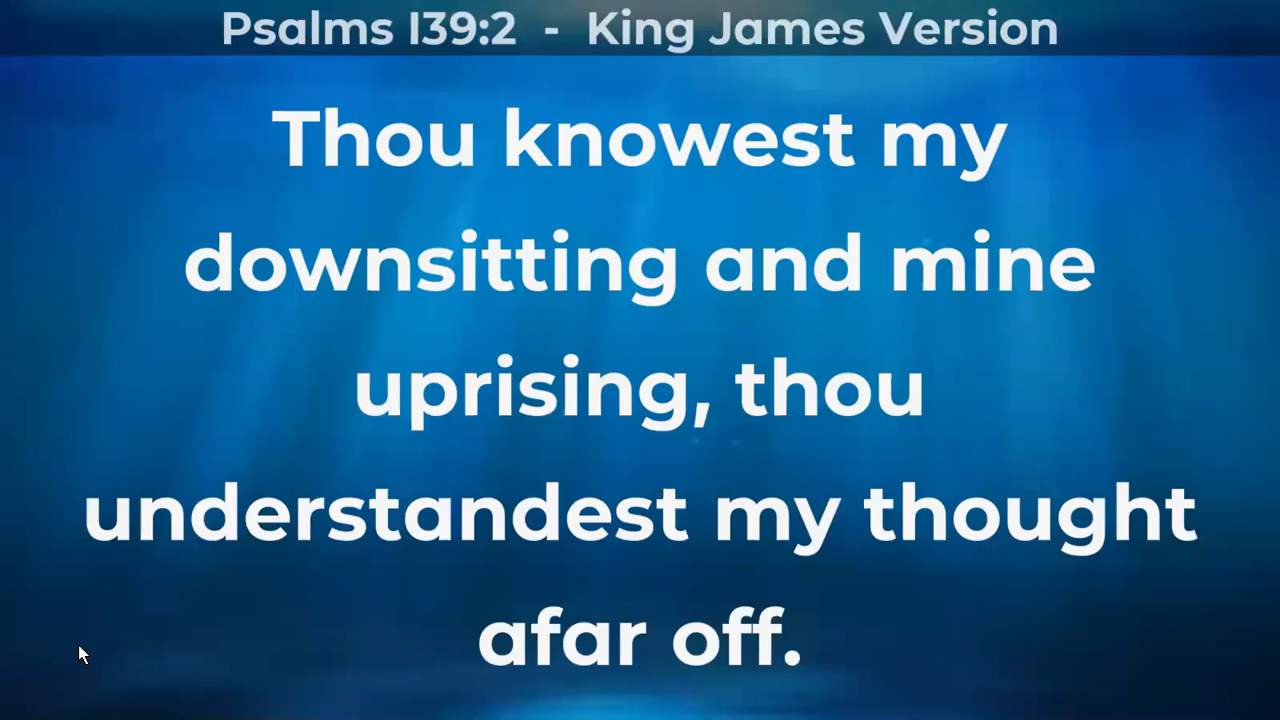 Psalms 139:2 - King James Version
Thou knowest my
downsitting and mine
uprising, thou
understandest my thought
afar off.